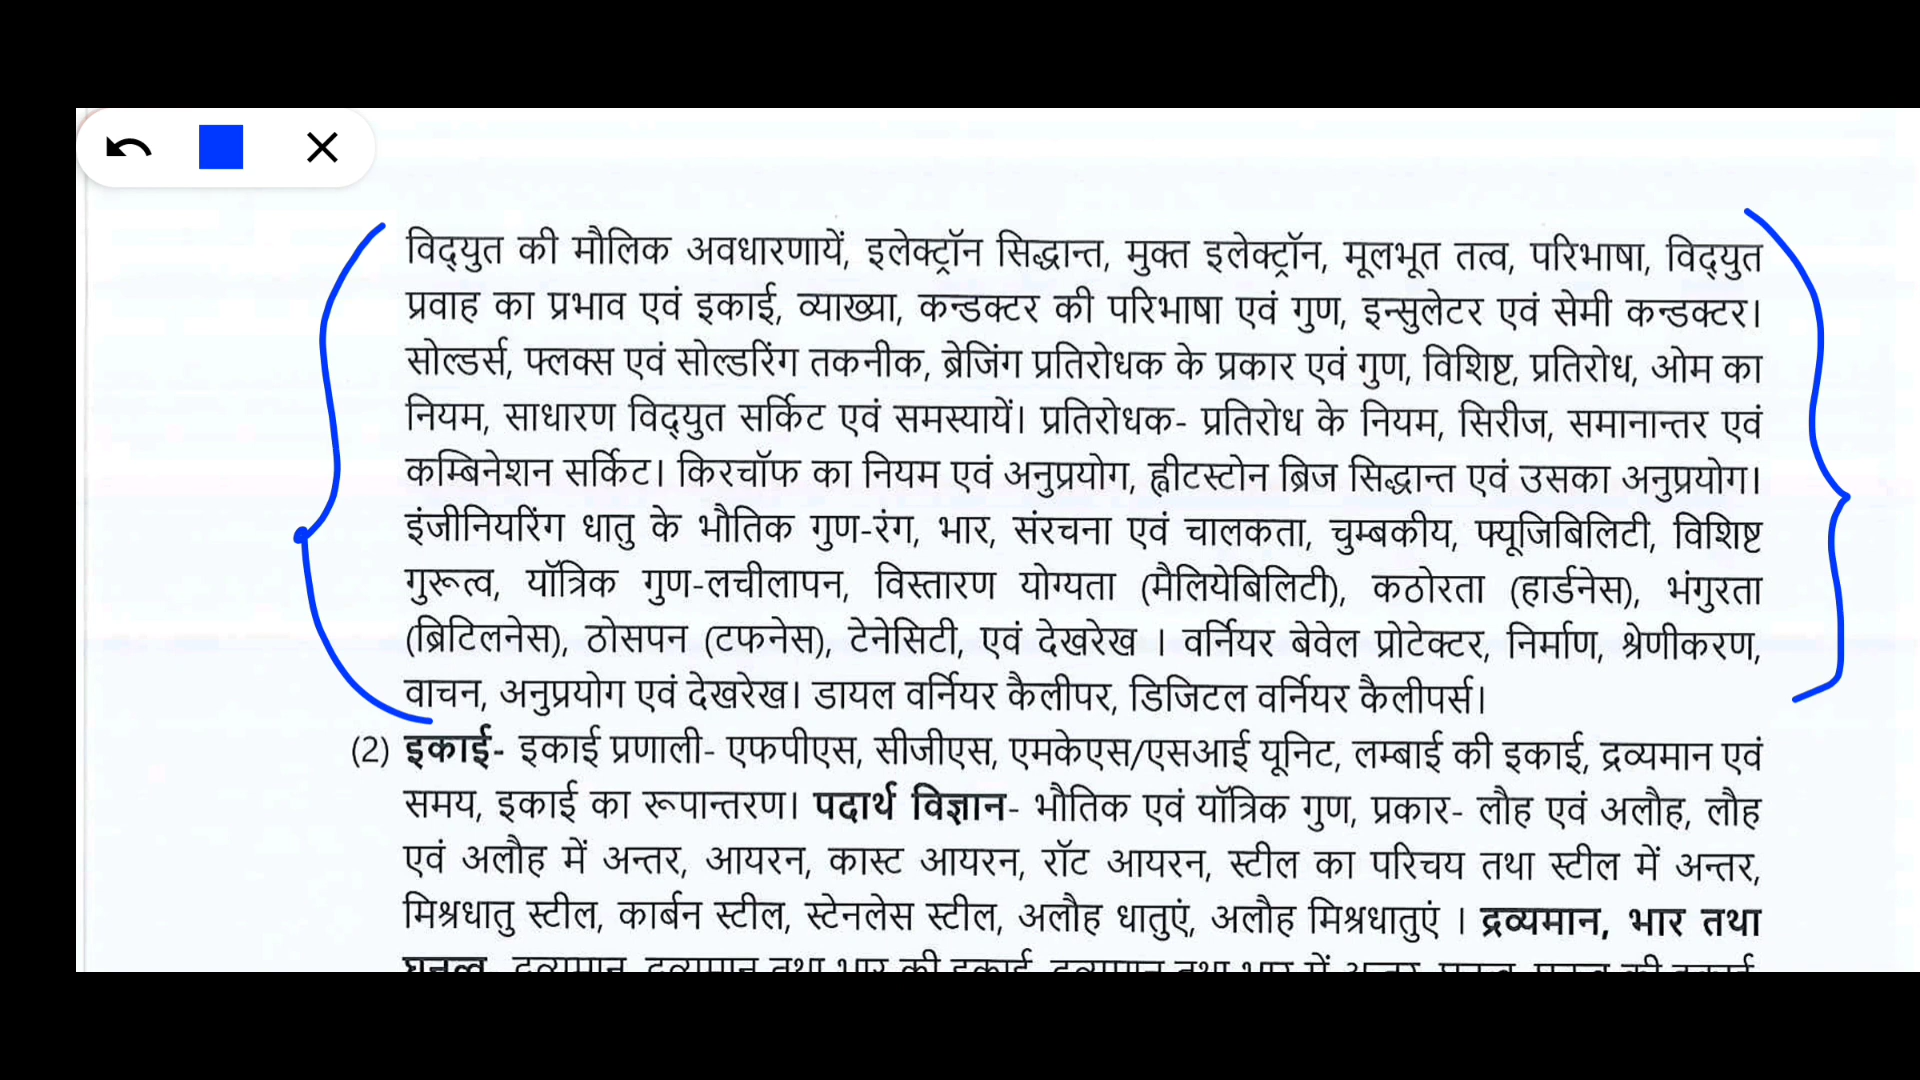 विद्युत की मौलिक अवधारणायें, इलेक्ट्रॉन सिद्धान्त, मुक्त इलेक्ट्रॉन, मूलभूत तत्व, परिभाषा, विद्युत
प्रवाह का प्रभाव एवं इकाई, व्याख्या, कन्डक्टर की परिभाषा एवं गुण, इन्सुलेटर एवं सेमी कन्डक्टर।
सोल्डर्स, फ्लक्स एवं सोल्डरिंग तकनीक, ब्रेजिंग प्रतिरोधक के प्रकार एवं गुण, विशिष्ट, प्रतिरोध, ओम का
नियम, साधारण विद्युत सर्किट एवं समस्यायें। प्रतिरोधक- प्रतिरोध के नियम, सिरीज, समानान्तर एवं
कम्बिनेशन सर्किट। किरचॉफ का नियम एवं अनुप्रयोग, ह्वीटस्टोन ब्रिज सिद्धान्त एवं उसका अनुप्रयोग।
इंजीनियरिंग धातु के भौतिक गुण-रंग, भार, संरचना एवं चालकता, चुम्बकीय, फ्यूजिबिलिटी, विशिष्ट
गुरूत्व, यॉत्रिक गुण-लचीलापन, विस्तारण योग्यता (मैलियेबिलिटी), कठोरता (हार्डनेस), भंगुरता
(ब्रिटिलनेस), ठोसपन (टफनेस), टेनेसिटी, एवं देखरेख । वर्नियर बेवेल प्रोटेक्टर, निर्माण, श्रेणीकरण,
वाचन, अनुप्रयोग एवं देखरेख। डायल वर्नियर कैलीपर, डिजिटल वर्नियर कैलीपर्स।
(2) इकाई- इकाई प्रणाली- एफपीएस, सीजीएस, एमकेएस/एसआई यूनिट, लम्बाई की इकाई, द्रव्यमान एवं
समय, इकाई का रूपान्तरण। पदार्थ विज्ञान- भौतिक एवं यॉत्रिक गुण, प्रकार- लौह एवं अलौह, लौह
एवं अलौह में अन्तर, आयरन, कास्ट आयरन, रॉट आयरन, स्टील का परिचय तथा स्टील में अन्तर,
मिश्रधातु स्टील, कार्बन स्टील, स्टेनलेस स्टील, अलौह धातुएं, अलौह मिश्रधातुएं । द्रव्यमान, भार तथा